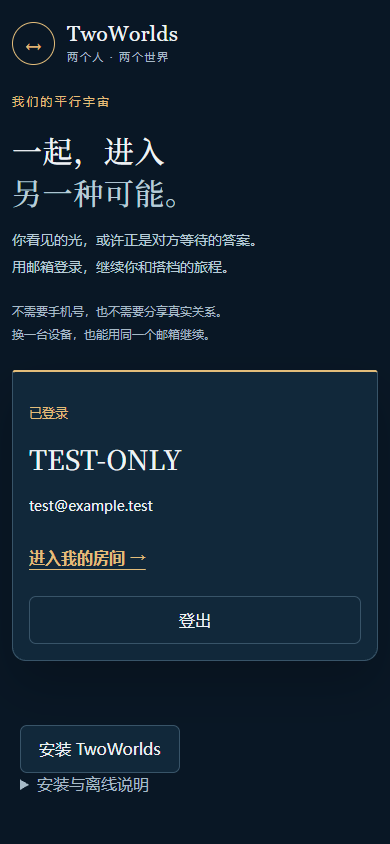 TwoWorlds
两个人 · 两个世界
我们的平行宇宙
一起，进入
另一种可能。
你看见的光，或许正是对方等待的答案。
用邮箱登录，继续你和搭档的旅程。
不需要手机号，也不需要分享真实关系。
换一台设备，也能用同一个邮箱继续。
已登录
TEST-ONLY
test@example.test
进入我的房间 →
登出
安装 TwoWorlds
安装与离线说明